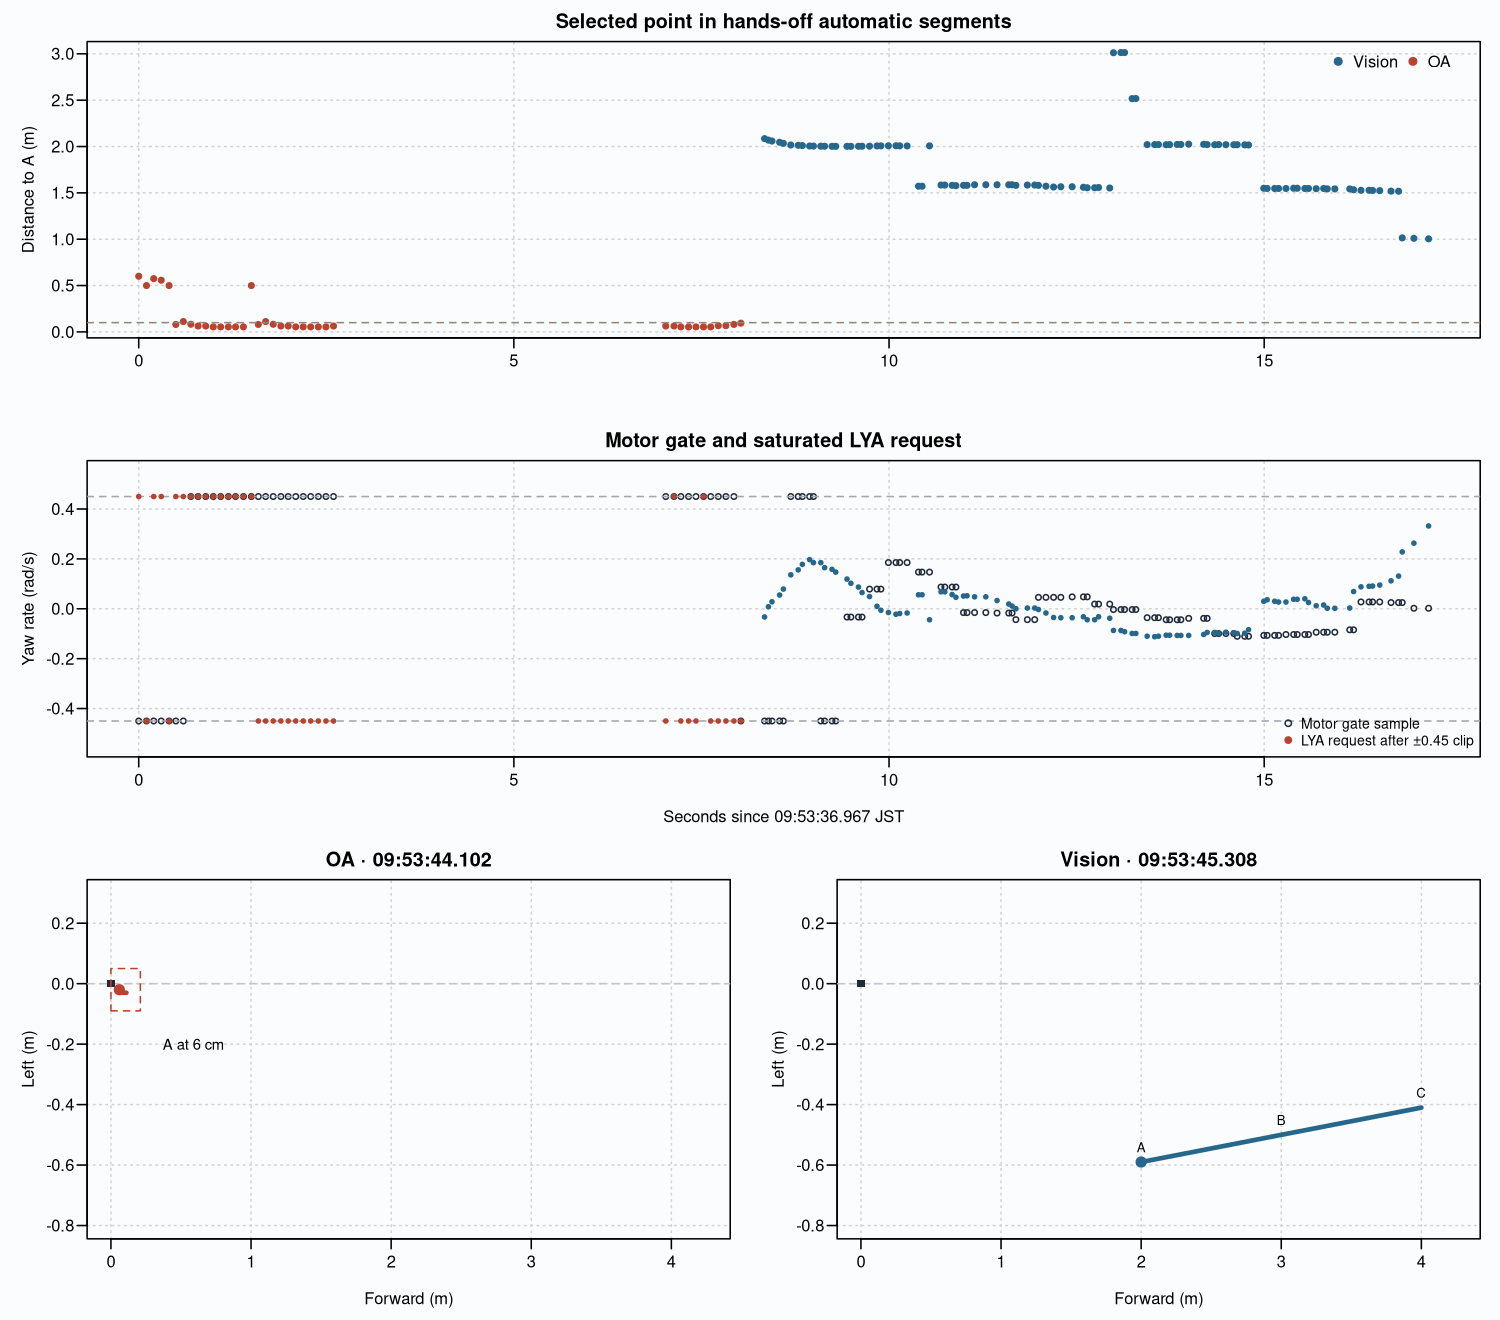 Selected point in hands-off automatic segments
Distance to A (m)
3.0
2.5
2.0
1.5
1.0
0.5
0.0
Vision
OA
0 5 10 15
Motor gate and saturated LYA request
Yaw rate (rad/s)
0.4
0.2
0.0
-0.2
-0.4
Motor gate sample
LYA request after ±0.45 clip
0 5 10 15
Seconds since 09:53:36.967 JST
OA · 09:53:44.102
Left (m)
0.2
0.0
-0.2
-0.4
-0.6
-0.8
A at 6 cm
0 1 2 3 4
Forward (m)
Vision · 09:53:45.308
Left (m)
0.2
0.0
-0.2
-0.4
-0.6
-0.8
A
B
C
0 1 2 3 4
Forward (m)